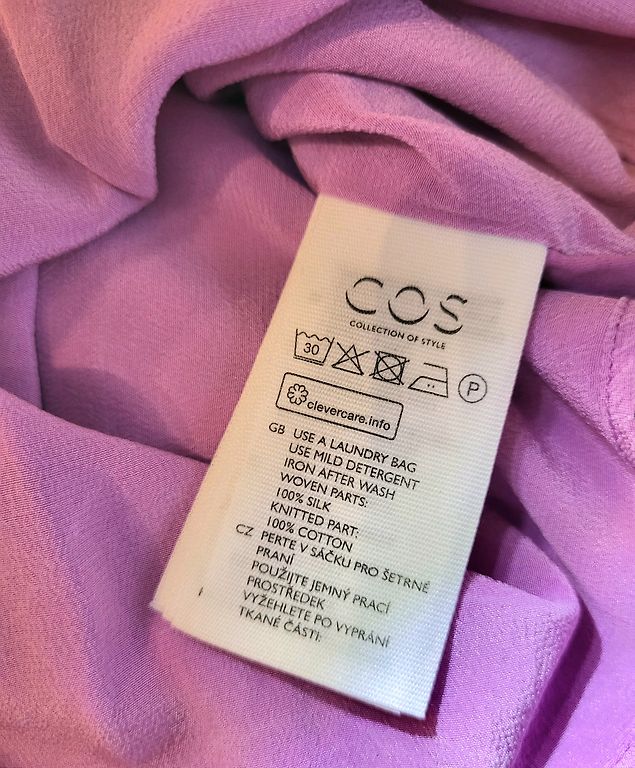 COS
COLLECTION OF STYLE
30
P
clevercare.info
GB USE A LAUNDRY BAG
USE MILD DETERGENT
IRON AFTER WASH
WOVEN PARTS:
100% SILK
KNITTED PART:
100% COTTON
CZ PERTE V SÁČKU PRO ŠETRNÉ
PRANÍ
POUŽIJTE JEMNÝ PRACÍ
PROSTŘEDEK
VYŽEHLETE PO VYPRÁNÍ
TKANÉ ČÁSTI: